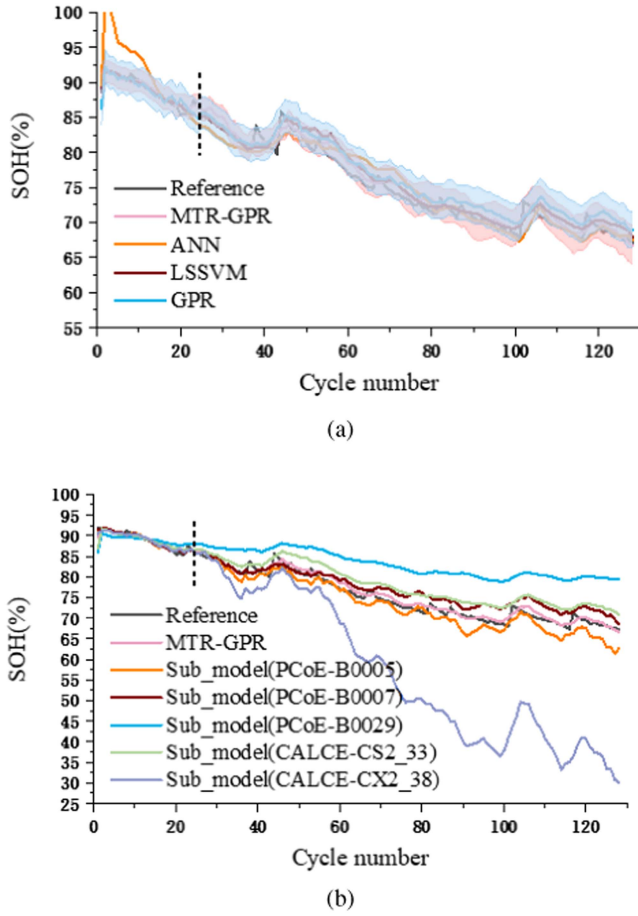 100
95
90
85
80
75
70
65
60
55
SOH(%)
Reference
MTR-GPR
ANN
LSSVM
GPR
0 20 40 60 80 100 120
Cycle number
(a)
100
95
90
85
80
75
70
65
60
55
50
45
40
35
30
25
SOH(%)
Reference
MTR-GPR
Sub_model(PCoE-B0005)
Sub_model(PCoE-B0007)
Sub_model(PCoE-B0029)
Sub_model(CALCE-CS2_33)
Sub_model(CALCE-CX2_38)
0 20 40 60 80 100 120
Cycle number
(b)